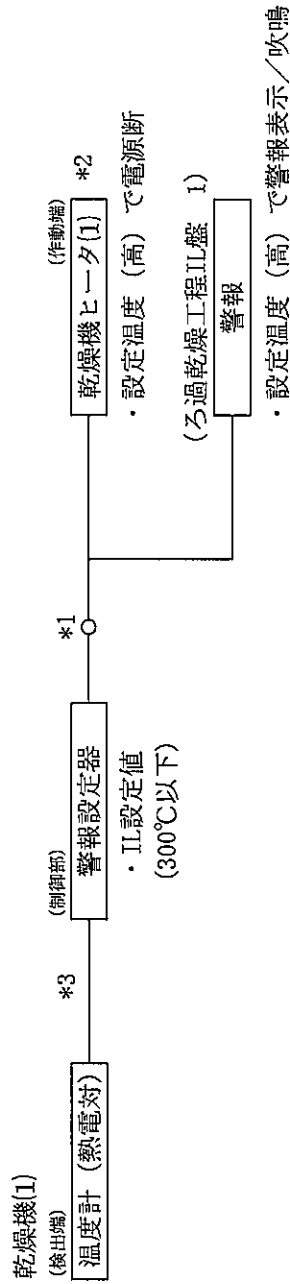 乾燥機(1)
(検出端)
温度計（熱電対）
*3
(制御部)
警報設定器
・IL設定値
(300℃以下)
*1
(作動端)
乾燥機ヒータ(1)
*2
・設定温度（高）で電源断
(ろ過乾燥工程IL盤 1)
警報
・設定温度（高）で警報表示／吹鳴